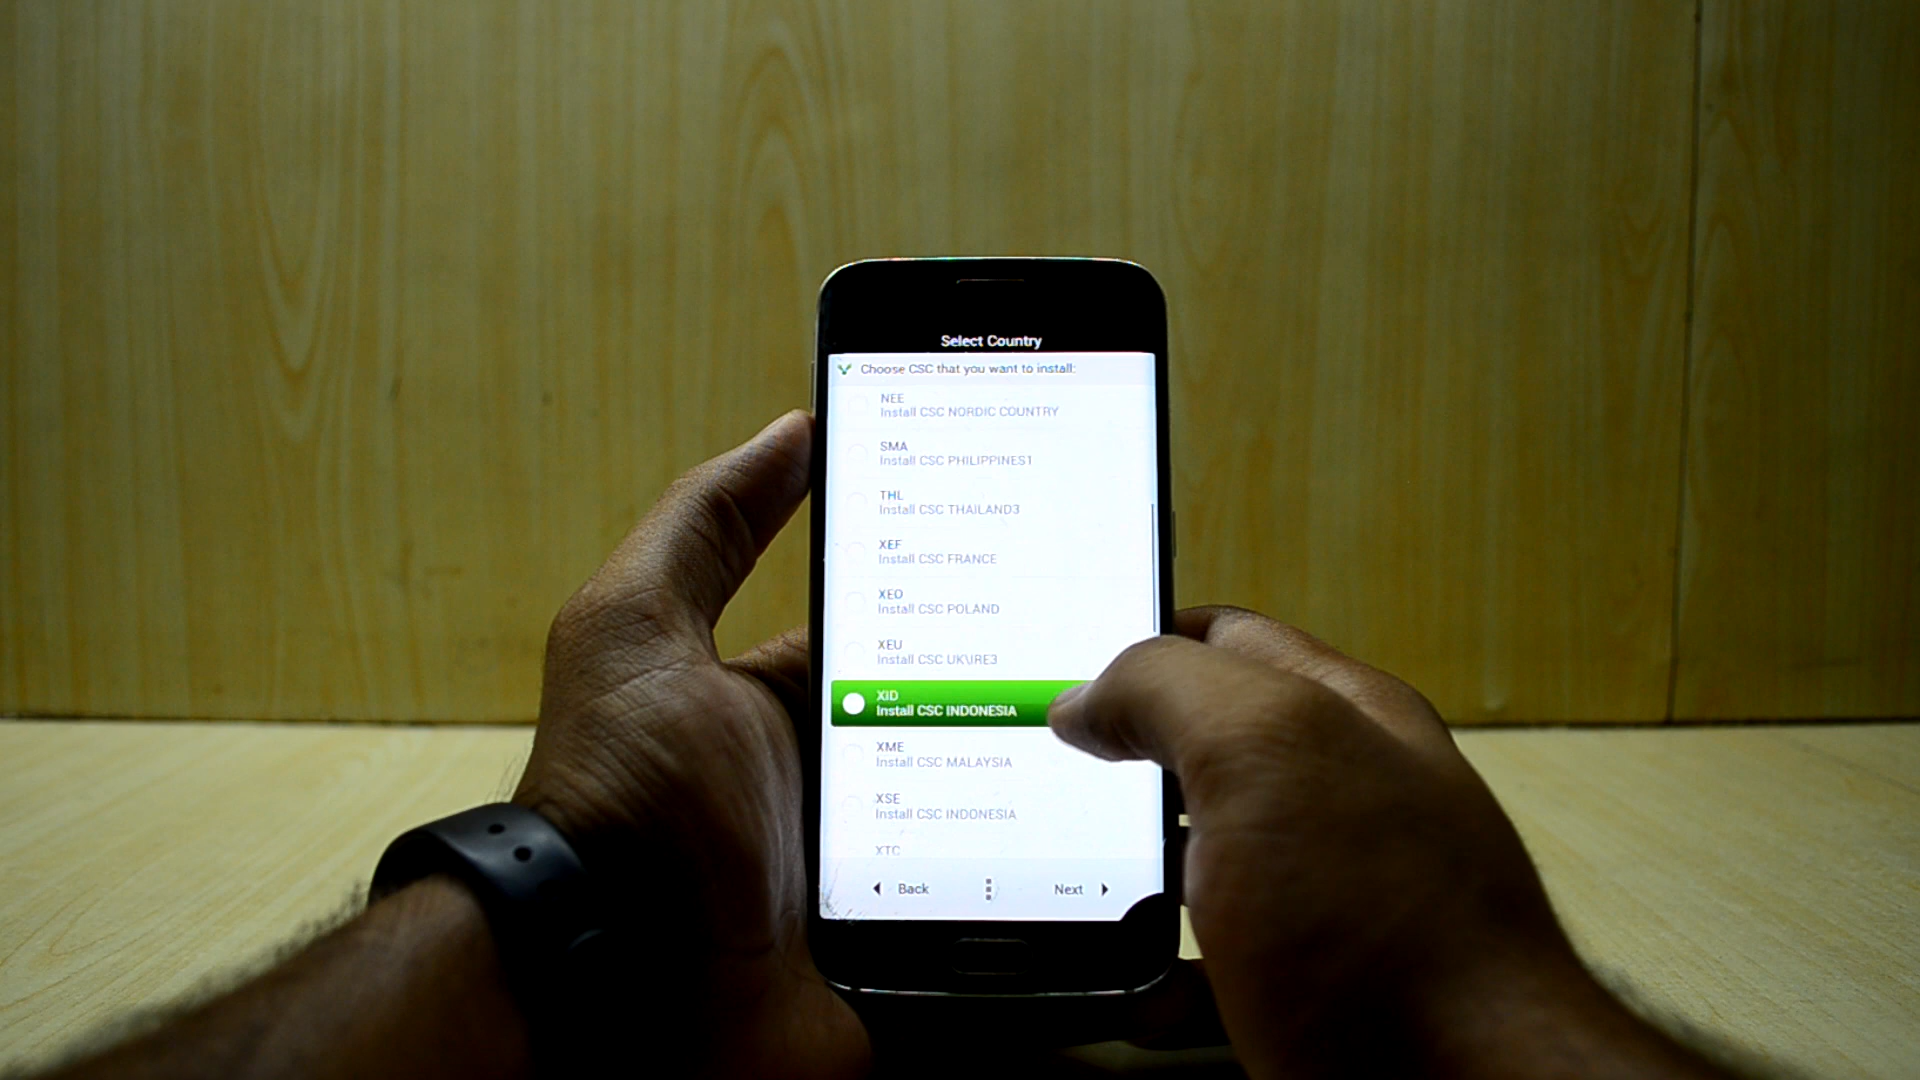 Select Country
Choose CSC that you want to install:
NEE
Install CSC NORDIC COUNTRY
SMA
Install CSC PHILIPPINES1
THL
Install CSC THAILAND3
XEF
Install CSC FRANCE
XEO
Install CSC POLAND
XEU
Install CSC UK\IRE3
XID
Install CSC INDONESIA
XME
Install CSC MALAYSIA
XSE
Install CSC INDONESIA
XTC
Back
Next